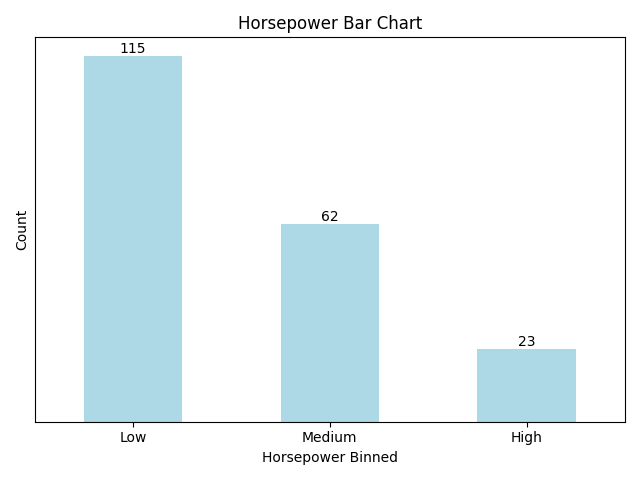 Horsepower Bar Chart
115
62
23
Count
Low
Medium
High
Horsepower Binned